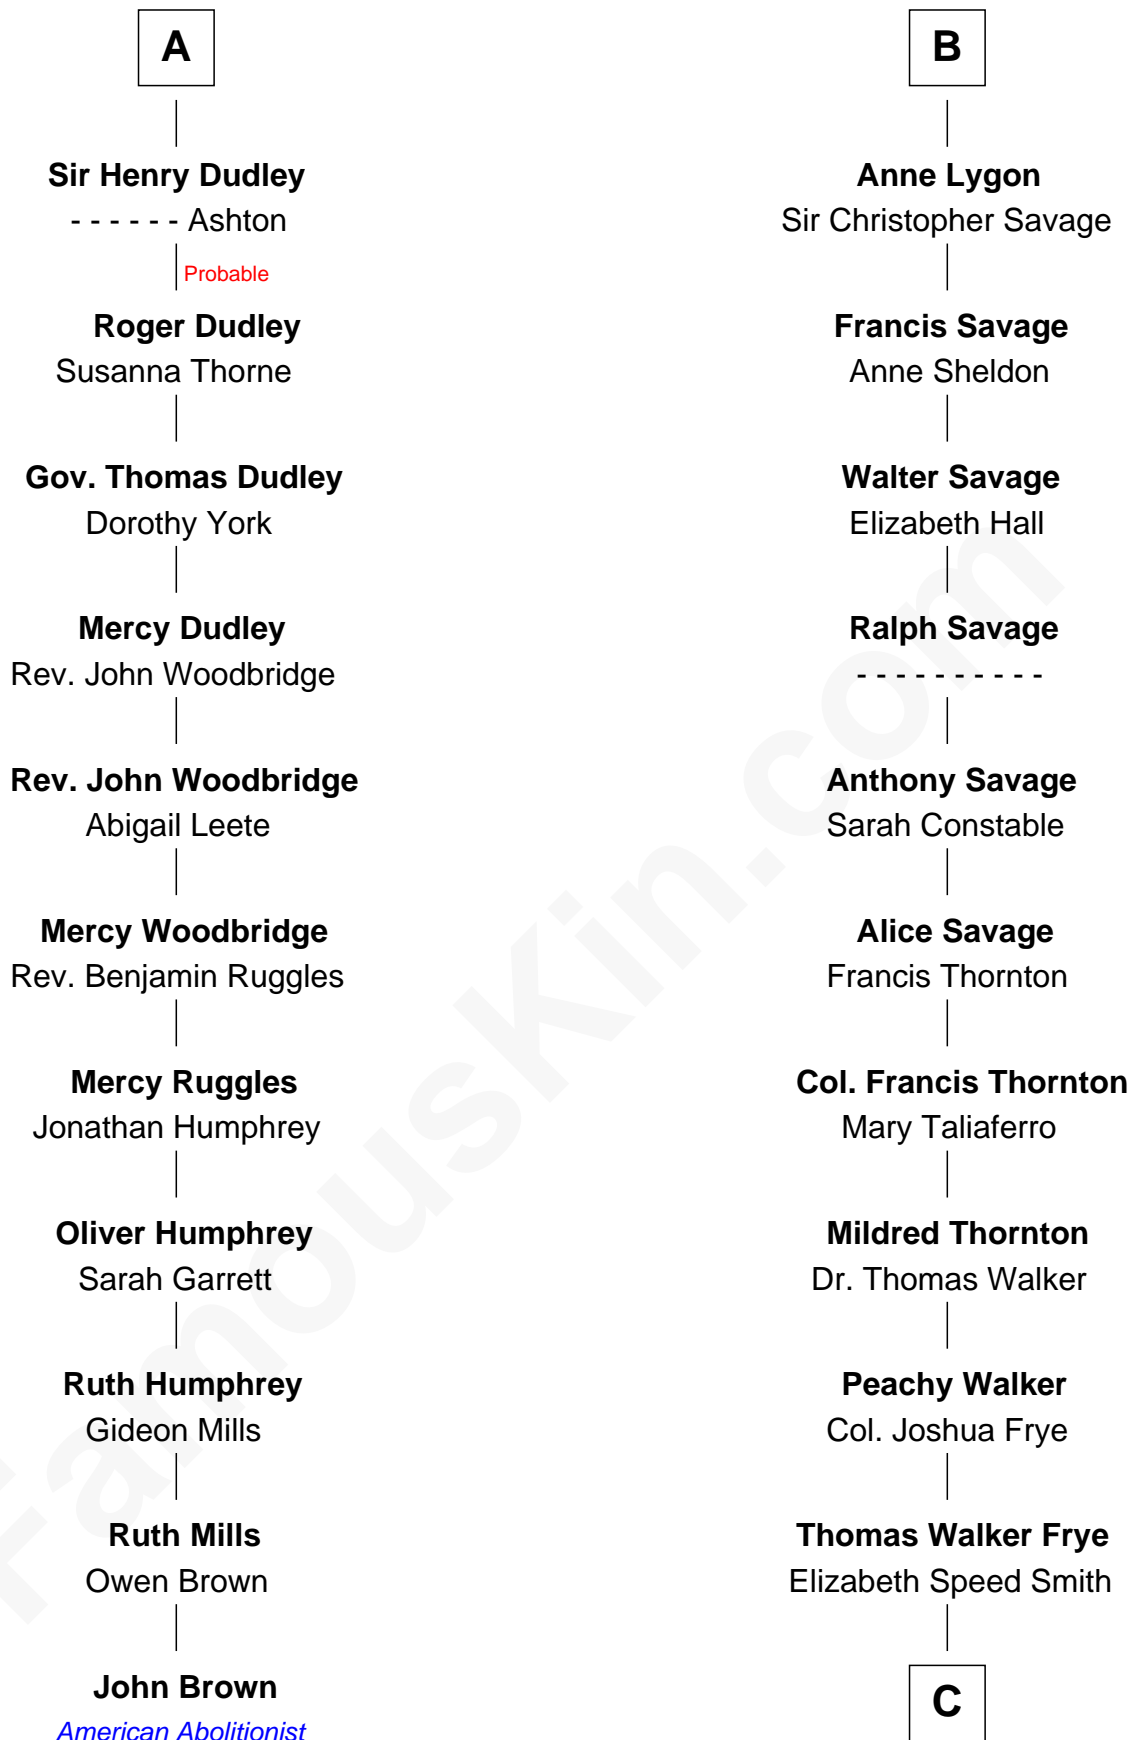 A
Sir Henry Dudley
- - - - - - Ashton
Probable
Roger Dudley
Susanna Thorne
Gov. Thomas Dudley
Dorothy York
Mercy Dudley
Rev. John Woodbridge
Rev. John Woodbridge
Abigail Leete
Mercy Woodbridge
Rev. Benjamin Ruggles
Mercy Ruggles
Jonathan Humphrey
Oliver Humphrey
Sarah Garrett
Ruth Humphrey
Gideon Mills
Ruth Mills
Owen Brown
John Brown
American Abolitionist
B
Anne Lygon
Sir Christopher Savage
Francis Savage
Anne Sheldon
Walter Savage
Elizabeth Hall
Ralph Savage
- - - - - - - - - -
Anthony Savage
Sarah Constable
Alice Savage
Francis Thornton
Col. Francis Thornton
Mary Taliaferro
Mildred Thornton
Dr. Thomas Walker
Peachy Walker
Col. Joshua Frye
Thomas Walker Frye
Elizabeth Speed Smith
C
FamousKin.com